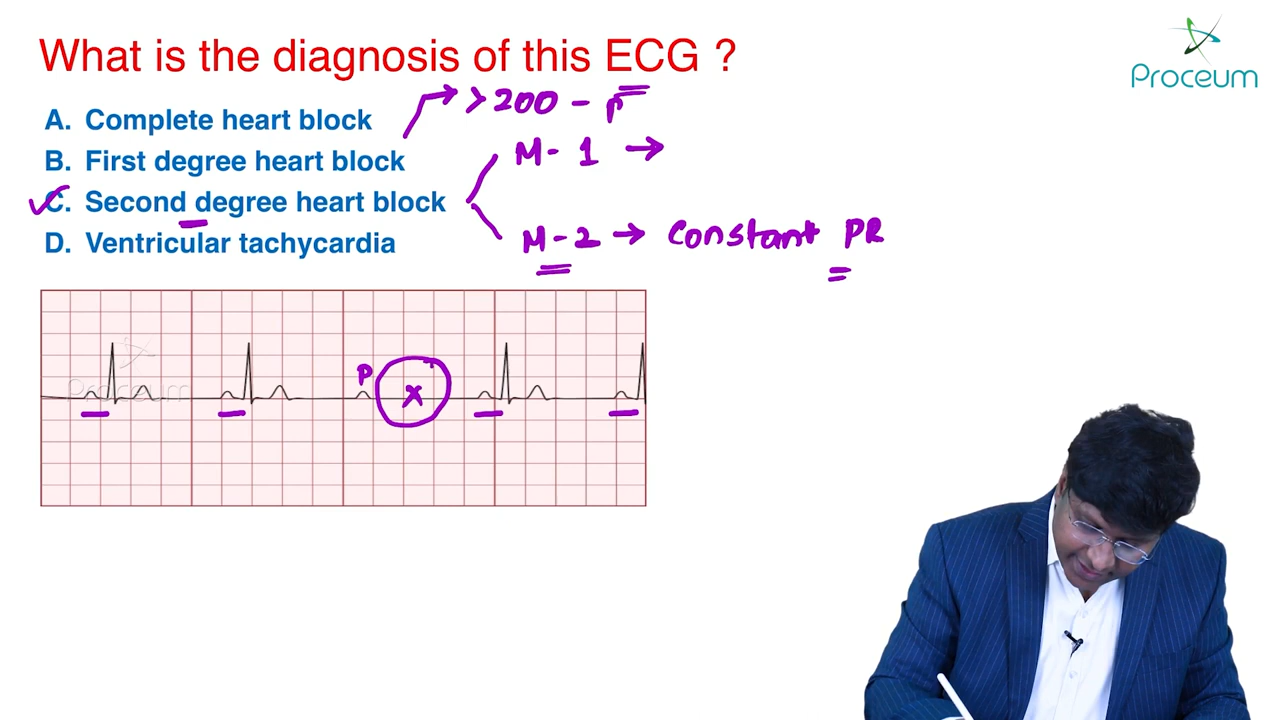 What is the diagnosis of this ECG ?
Proceum
A. Complete heart block
> 200 - P
B. First degree heart block
M- 1 →
C. Second degree heart block
D. Ventricular tachycardia
M-2 → Constant PR
P
X
Proceum